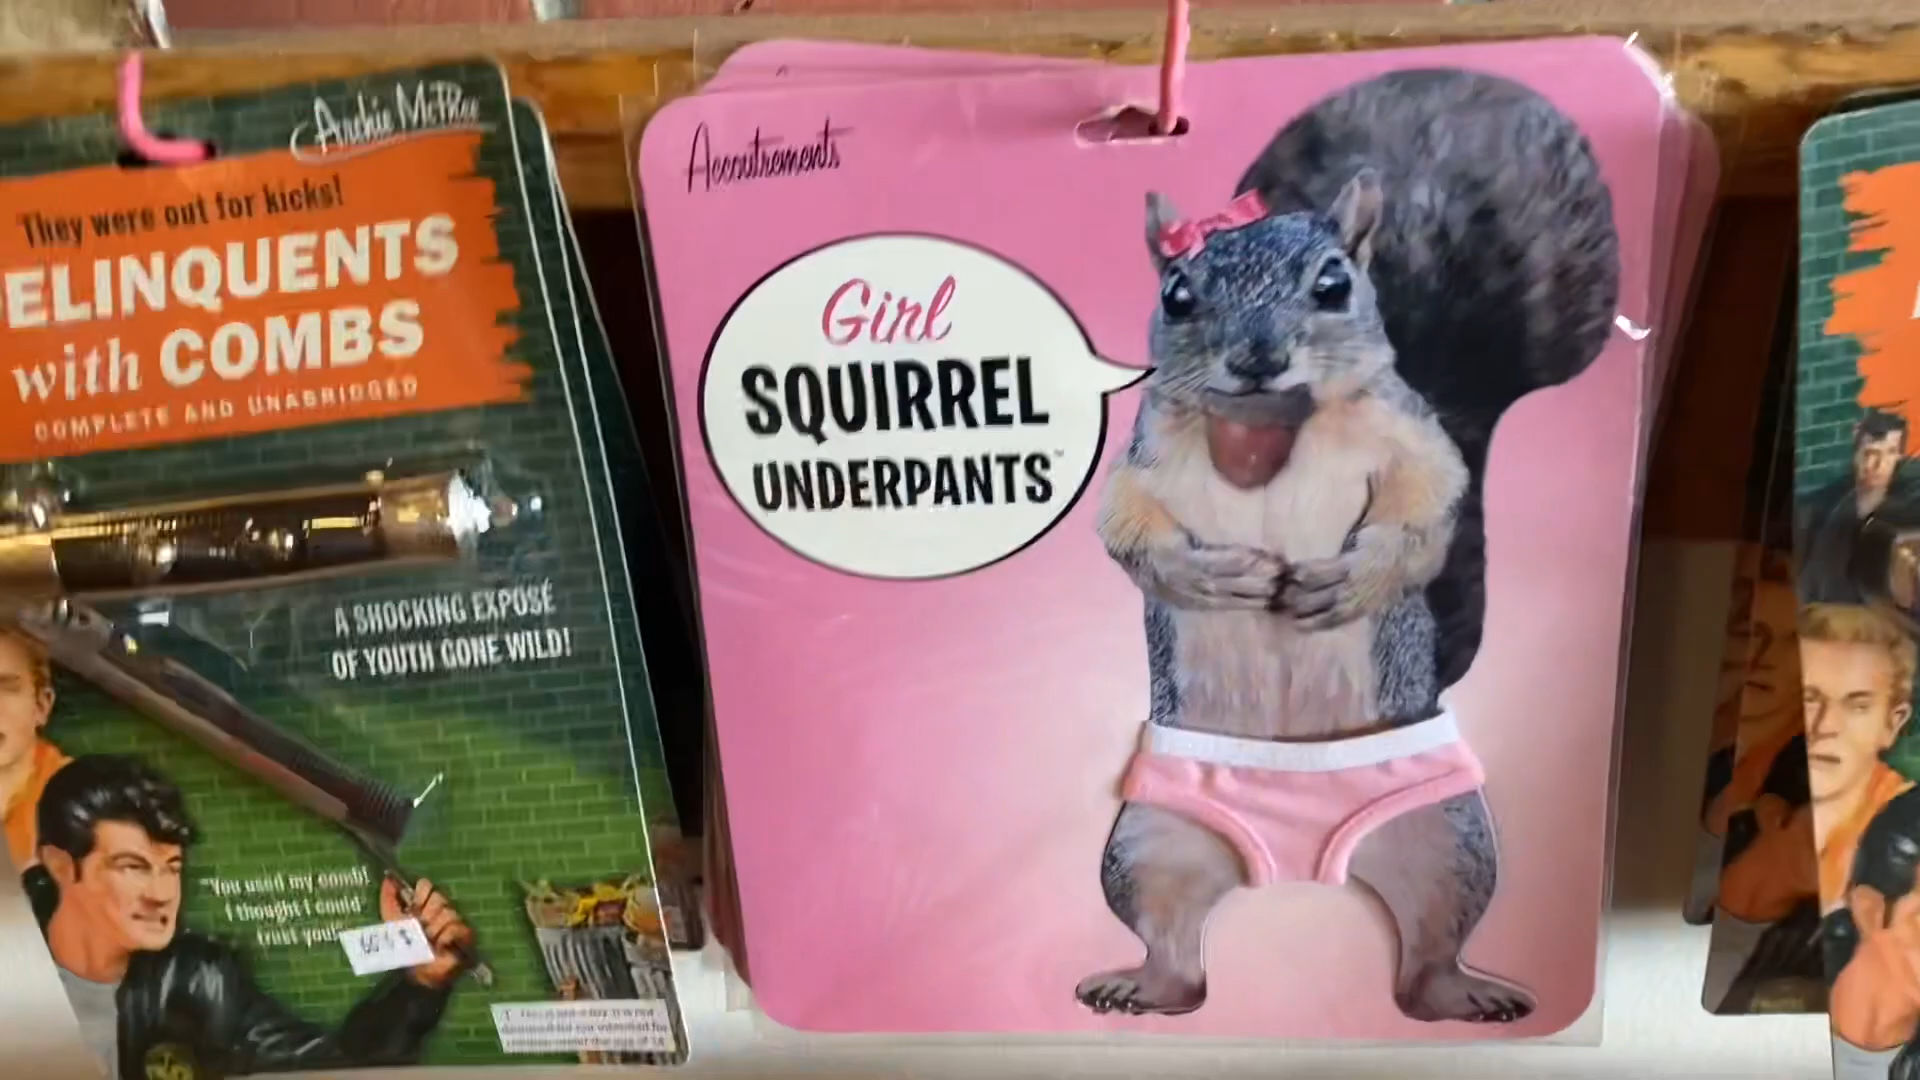 Archie McPhee
They were out for kicks!
ELINQUENTS
with COMBS
COMPLETE AND UNABRIDGED
A SHOCKING EXPOSÉ
OF YOUTH GONE WILD!
"You used my comb!
I thought I could
trust you!"
Accoutrements
Girl
SQUIRREL
UNDERPANTS™